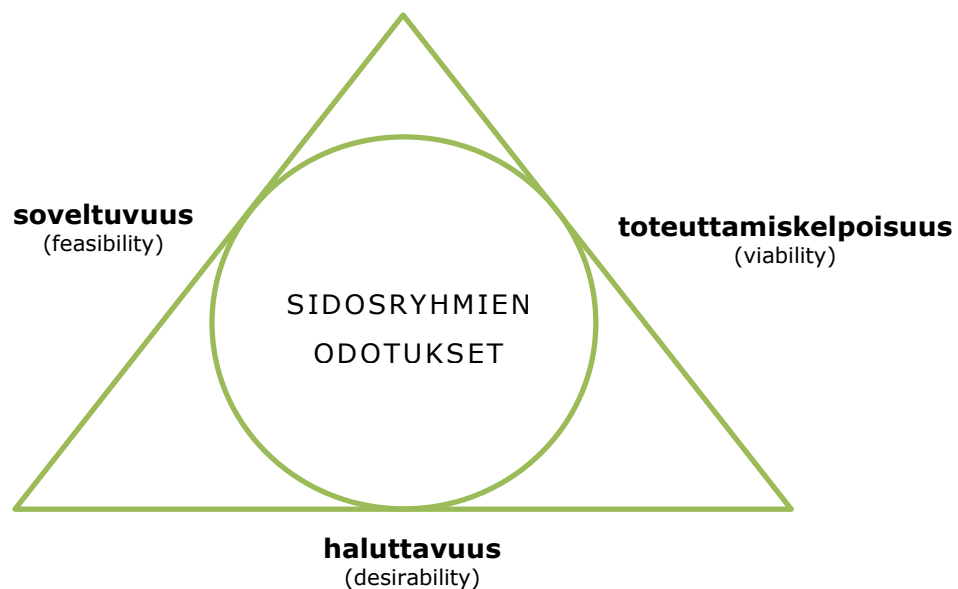 soveltuvuus
(feasibility)
toteuttamiskelpoisuus
(viability)
SIDOSRYHMIEN
ODOTUKSET
haluttavuus
(desirability)